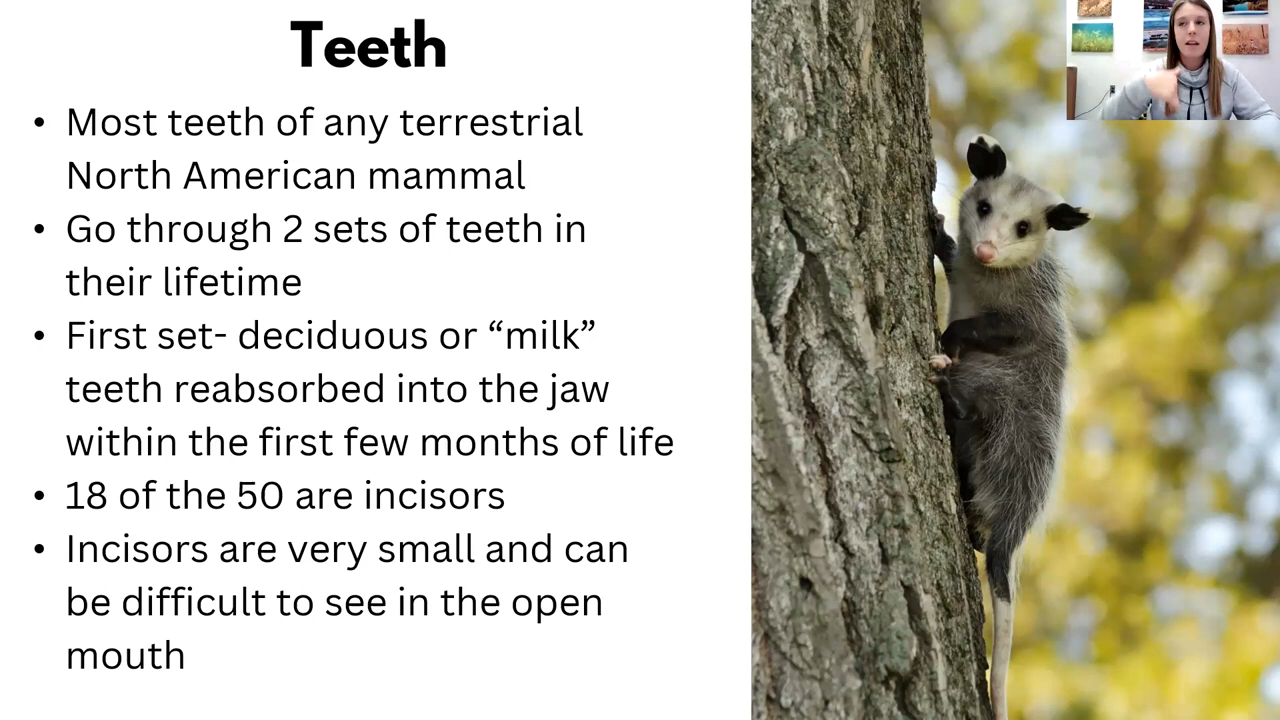 Teeth
• Most teeth of any terrestrial
North American mammal
• Go through 2 sets of teeth in
their lifetime
• First set- deciduous or “milk”
teeth reabsorbed into the jaw
within the first few months of life
• 18 of the 50 are incisors
• Incisors are very small and can
be difficult to see in the open
mouth